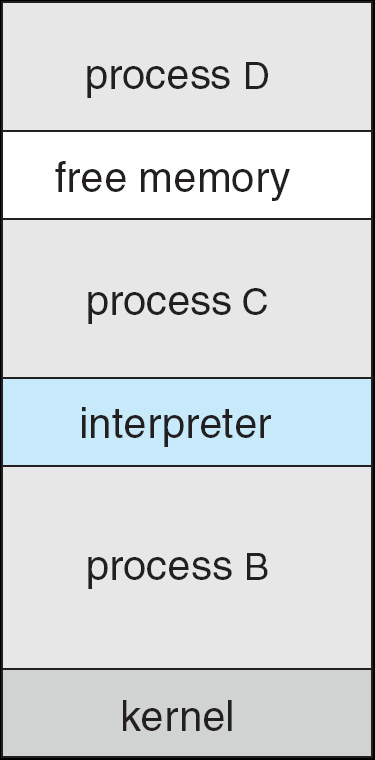 process D
free memory
process C
interpreter
process B
kernel